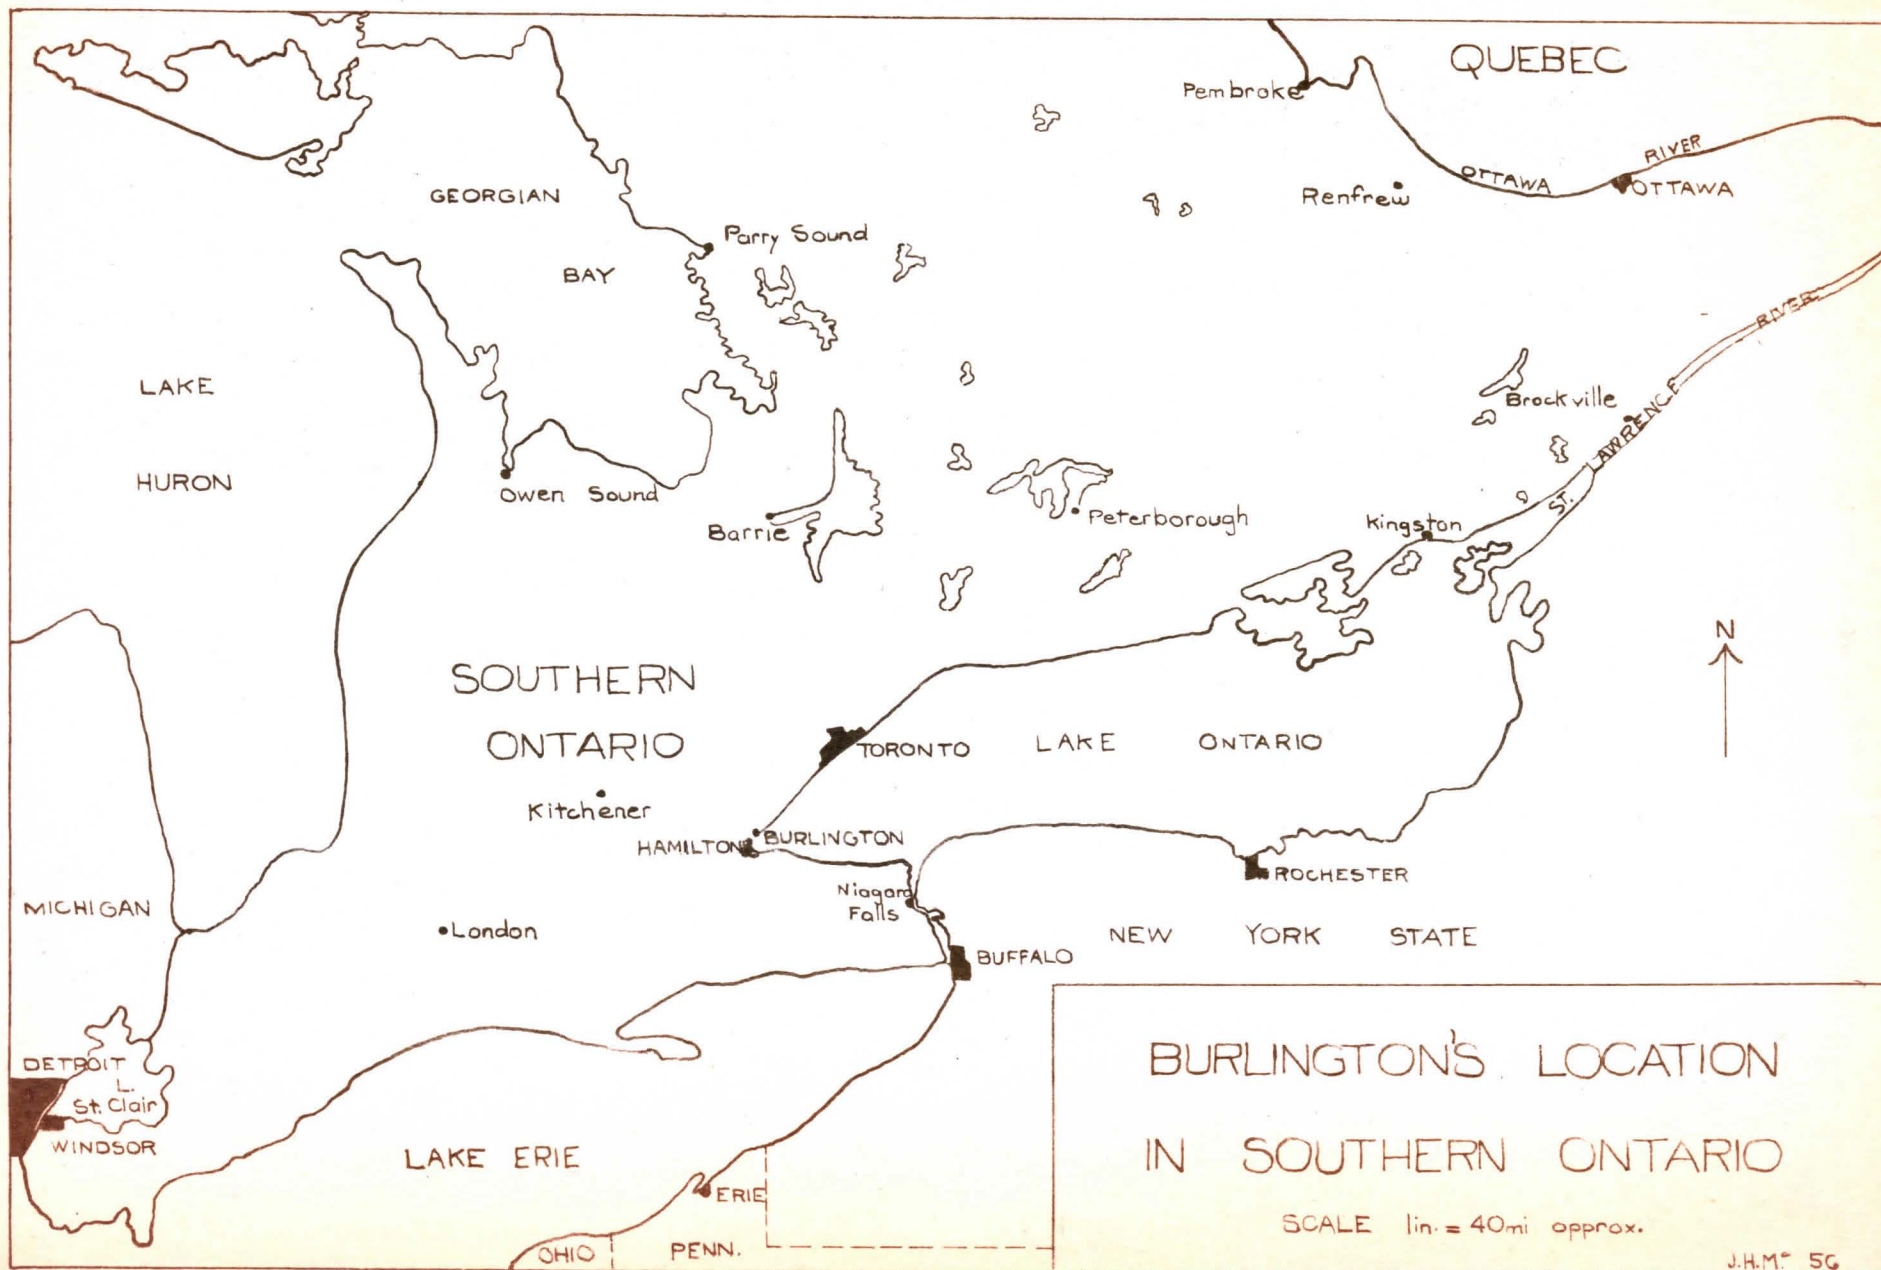 QUEBEC
Pembroke
OTTAWA RIVER
OTTAWA
Renfrew
GEORGIAN
BAY
Parry Sound
LAKE
HURON
Owen Sound
Barrie
Peterborough
Brockville
Kingston
ST. LAWRENCE RIVER
N
SOUTHERN
ONTARIO
TORONTO
LAKE ONTARIO
Kitchener
HAMILTON
BURLINGTON
Niagara
Falls
ROCHESTER
MICHIGAN
London
BUFFALO
NEW YORK STATE
DETROIT
L.
St. Clair
WINDSOR
LAKE ERIE
ERIE
OHIO
PENN.
BURLINGTON'S LOCATION
IN SOUTHERN ONTARIO
SCALE 1in. = 40mi approx.
J.H.Mc 56